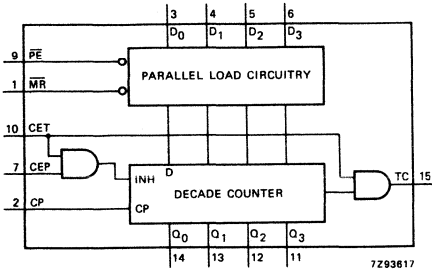 3 4 5 6
D0 D1 D2 D3
9 PE
PARALLEL LOAD CIRCUITRY
1 MR
10 CET
D
7 CEP
INH
TC 15
DECADE COUNTER
2 CP
CP
Q0 Q1 Q2 Q3
14 13 12 11
7Z93617